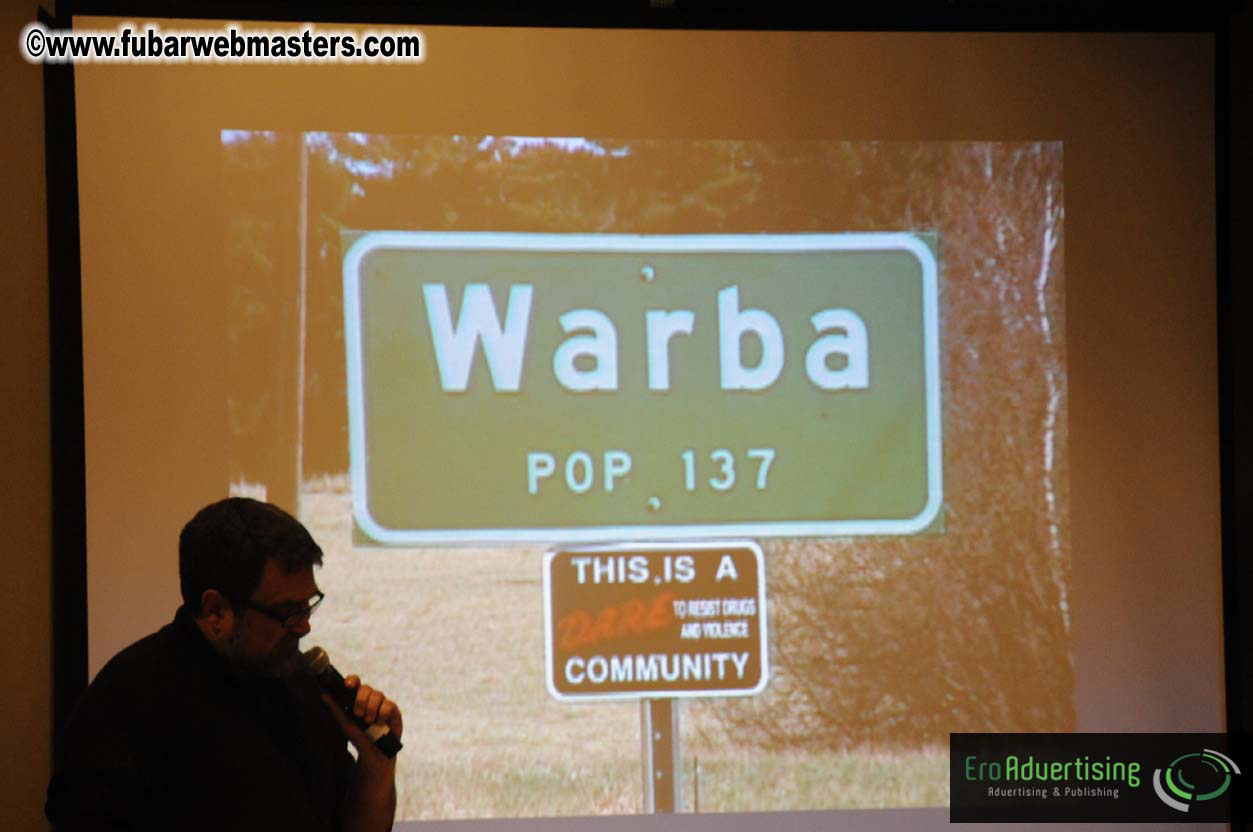 ©www.fubarwebmasters.com
Warba
POP 137
THIS IS A
DARE TO RESIST DRUGS
AND VIOLENCE
COMMUNITY
EroAdvertising
Advertising & Publishing